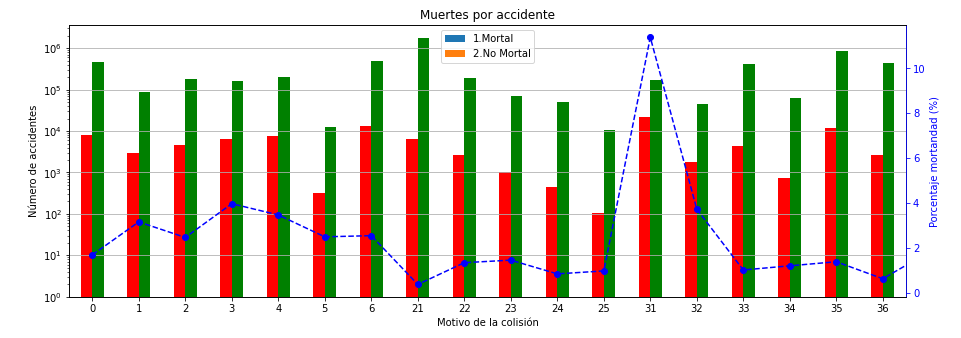 Muertes por accidente
1.Mortal
2.No Mortal
Número de accidentes
10⁶
10⁵
10⁴
10³
10²
10¹
10⁰
0 1 2 3 4 5 6 21 22 23 24 25 31 32 33 34 35 36
Motivo de la colisión
10
8
6
4
2
0
Porcentaje mortandad (%)